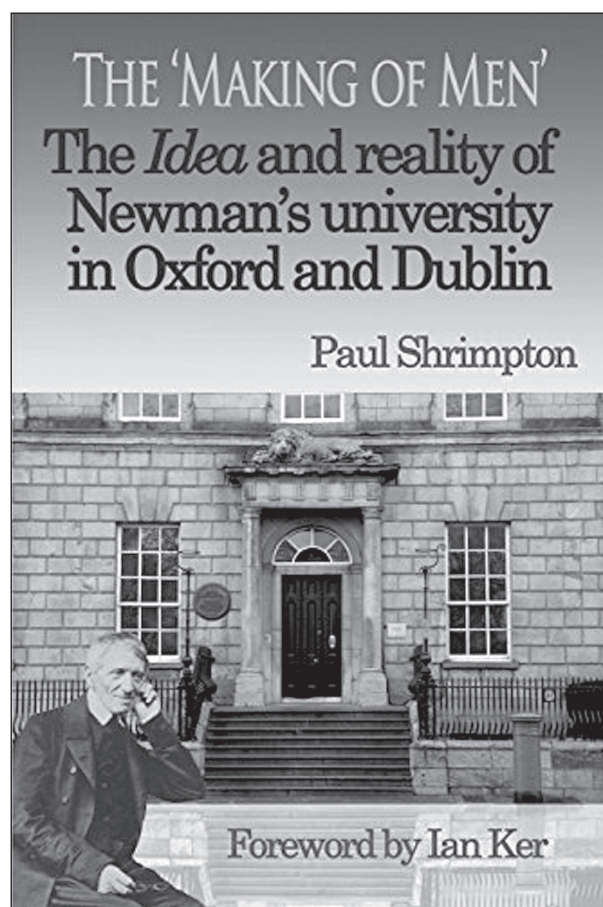 THE ‘MAKING OF MEN’
The Idea and reality of
Newman’s university
in Oxford and Dublin
Paul Shrimpton
Foreword by Ian Ker